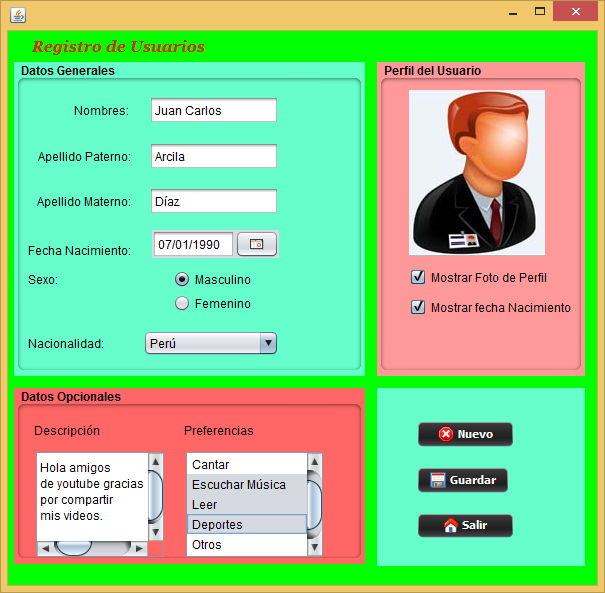 Registro de Usuarios
Datos Generales
Nombres: Juan Carlos
Apellido Paterno: Arcila
Apellido Materno: Díaz
Fecha Nacimiento: 07/01/1990
Sexo: Masculino
Femenino
Nacionalidad: Perú
Perfil del Usuario
Mostrar Foto de Perfil
Mostrar fecha Nacimiento
Datos Opcionales
Descripción
Hola amigos
de youtube gracias
por compartir
mis videos.
Preferencias
Cantar
Escuchar Música
Leer
Deportes
Otros
Nuevo
Guardar
Salir